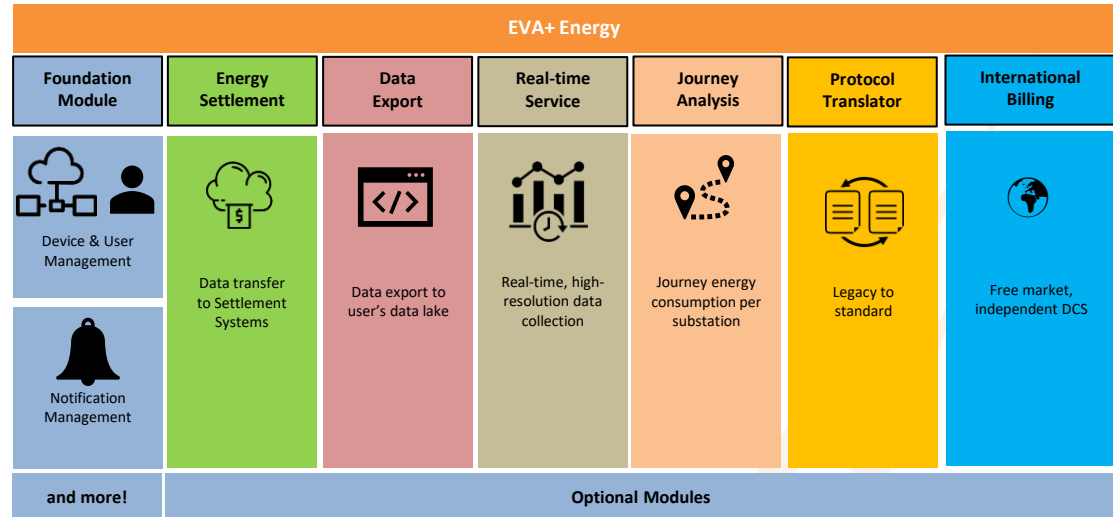 EVA+ Energy
Foundation
Module
Energy
Settlement
Data
Export
Real-time
Service
Journey
Analysis
Protocol
Translator
International
Billing
Device & User
Management
Notification
Management
$
Data transfer
to Settlement
Systems
</>
Data export to
user's data lake
Real-time, high-
resolution data
collection
Journey energy
consumption per
substation
Legacy to
standard
Free market,
independent DCS
and more!
Optional Modules